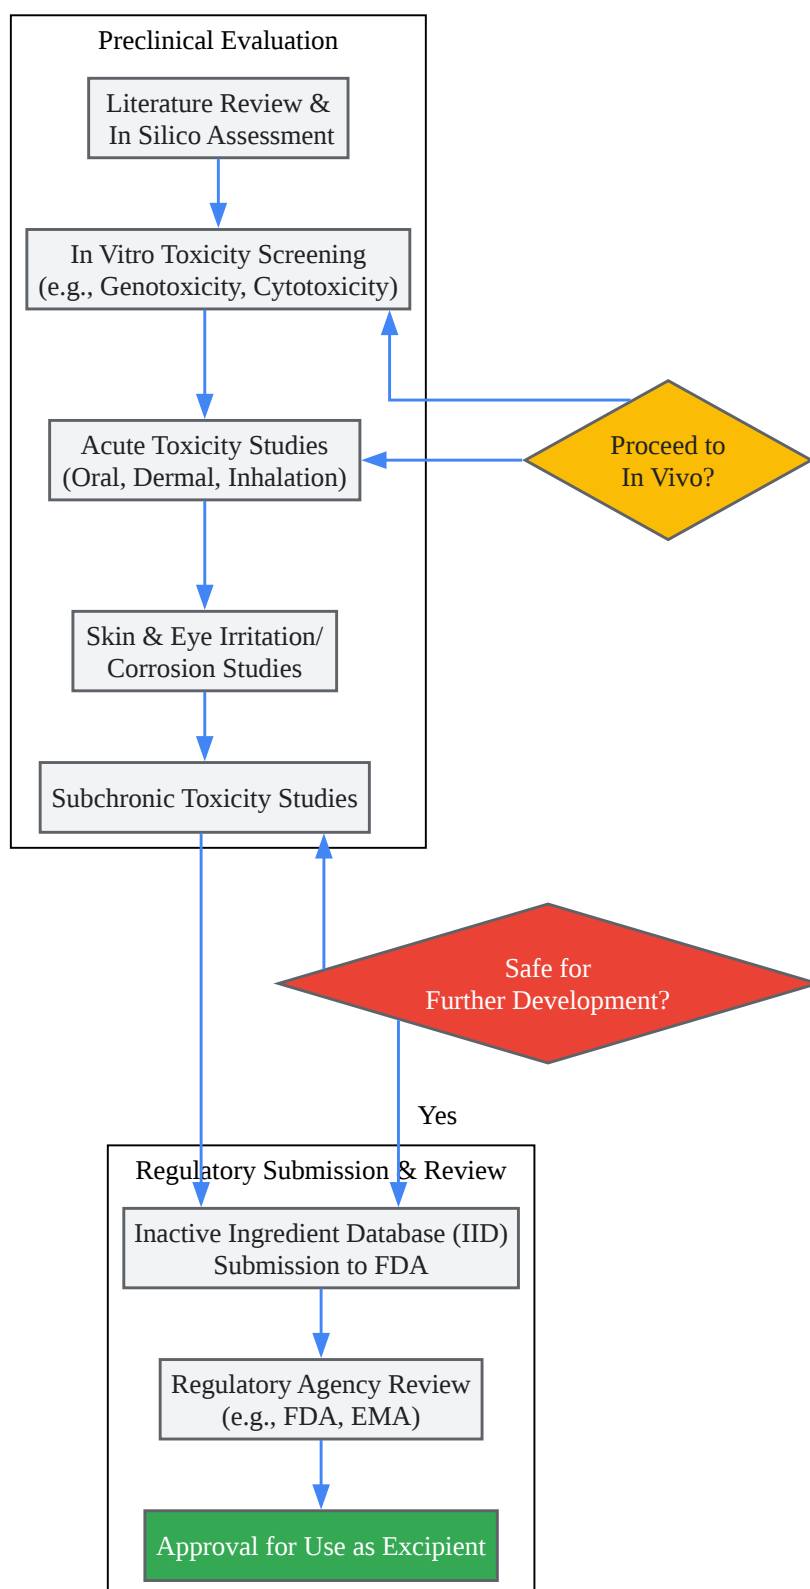 Preclinical Evaluation
Literature Review &
In Silico Assessment
In Vitro Toxicity Screening
(e.g., Genotoxicity, Cytotoxicity)
Proceed to
In Vivo?
Acute Toxicity Studies
(Oral, Dermal, Inhalation)
Skin & Eye Irritation/
Corrosion Studies
Subchronic Toxicity Studies
Safe for
Further Development?
Yes
Regulatory Submission & Review
Inactive Ingredient Database (IID)
Submission to FDA
Regulatory Agency Review
(e.g., FDA, EMA)
Approval for Use as Excipient